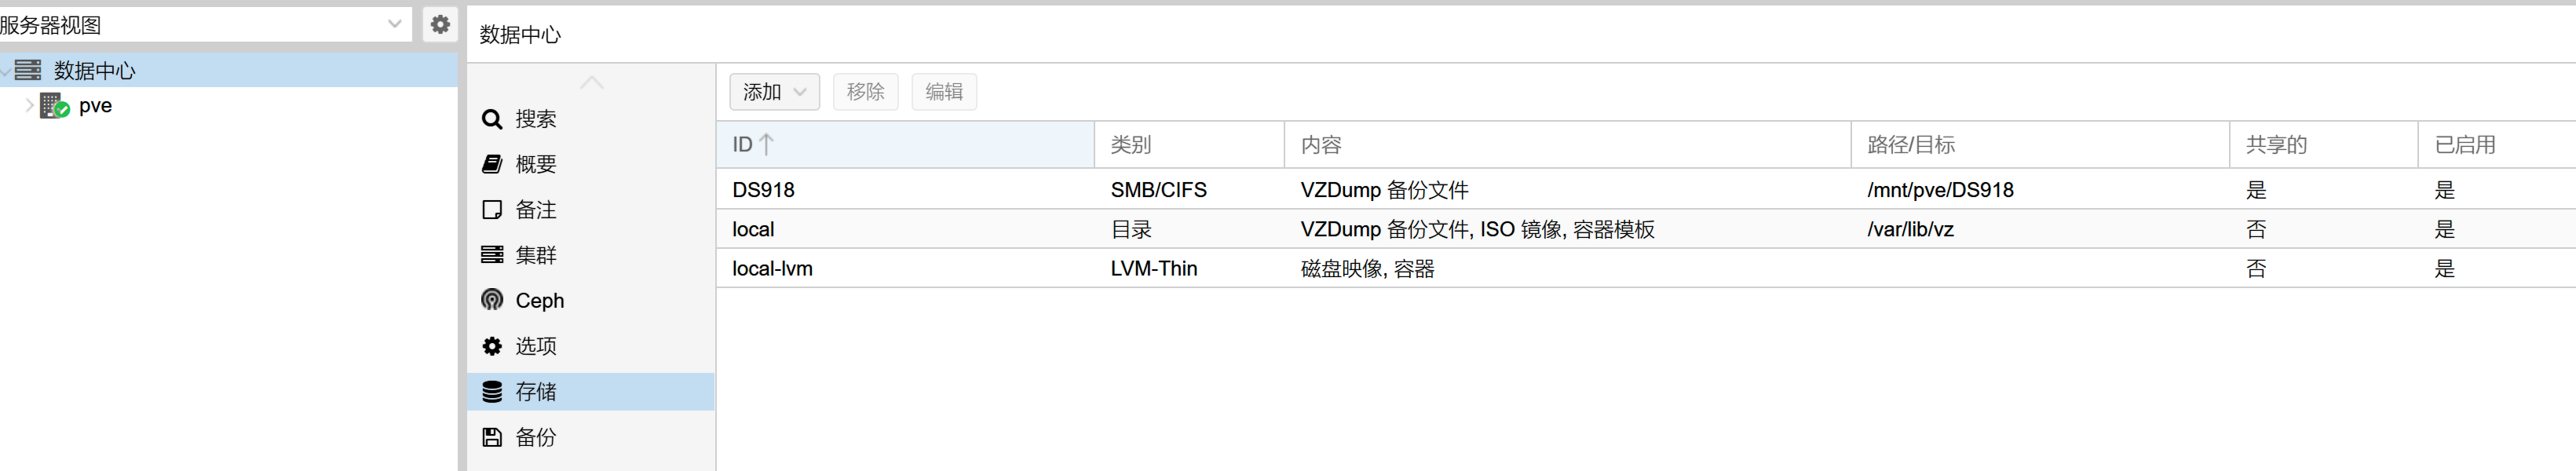 服务器视图
数据中心
pve
数据中心
搜索
概要
备注
集群
Ceph
选项
存储
备份
添加 移除 编辑
ID 类别 内容 路径/目标 共享的 已启用
DS918 SMB/CIFS VZDump 备份文件 /mnt/pve/DS918 是 是
local 目录 VZDump 备份文件, ISO 镜像, 容器模板 /var/lib/vz 否 是
local-lvm LVM-Thin 磁盘映像, 容器 否 是